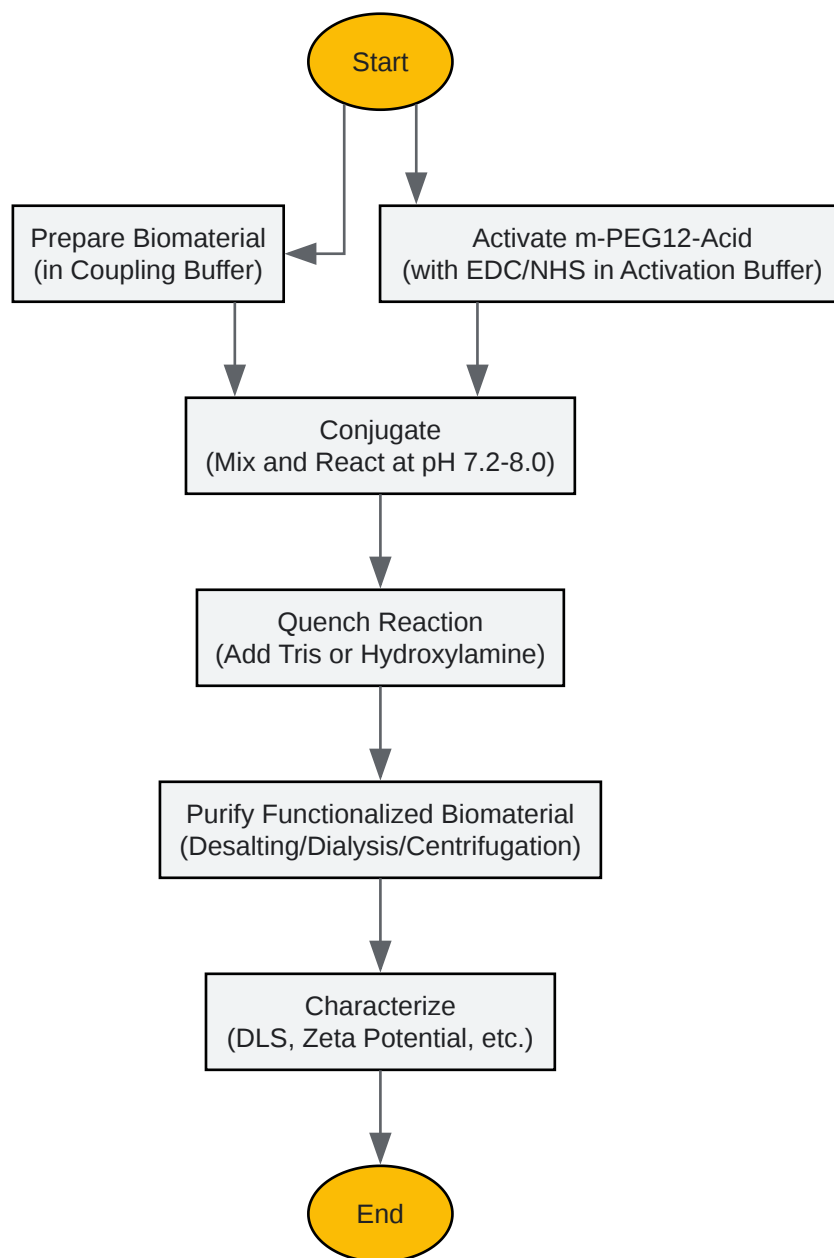 Start
Prepare Biomaterial
(in Coupling Buffer)
Activate m-PEG12-Acid
(with EDC/NHS in Activation Buffer)
Conjugate
(Mix and React at pH 7.2-8.0)
Quench Reaction
(Add Tris or Hydroxylamine)
Purify Functionalized Biomaterial
(Desalting/Dialysis/Centrifugation)
Characterize
(DLS, Zeta Potential, etc.)
End